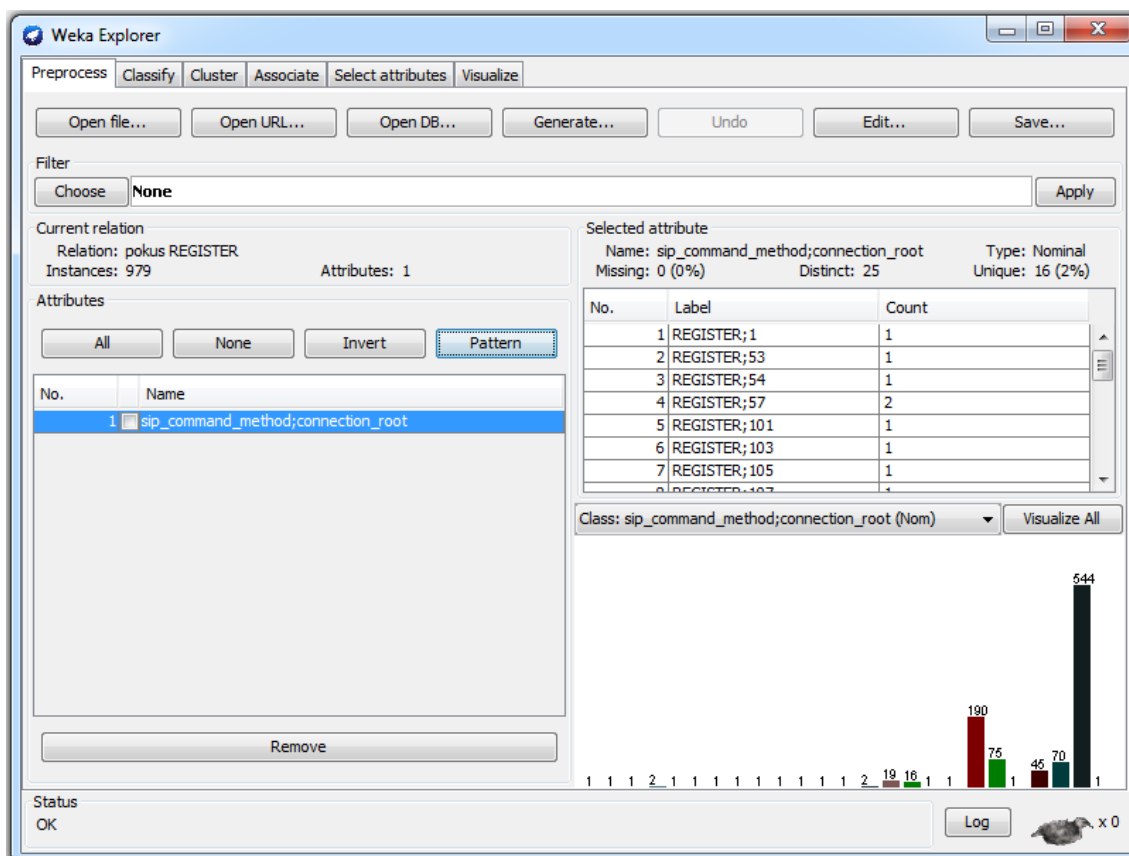 Weka Explorer
Preprocess Classify Cluster Associate Select attributes Visualize
Open file... Open URL... Open DB... Generate... Undo Edit... Save...
Filter
Choose None Apply
Current relation
Relation: pokus REGISTER
Instances: 979 Attributes: 1
Attributes
All None Invert Pattern
No. Name
1 sip_command_method;connection_root
Remove
Selected attribute
Name: sip_command_method;connection_root Type: Nominal
Missing: 0 (0%) Distinct: 25 Unique: 16 (2%)
No. Label Count
1 REGISTER;1 1
2 REGISTER;53 1
3 REGISTER;54 1
4 REGISTER;57 2
5 REGISTER;101 1
6 REGISTER;103 1
7 REGISTER;105 1
8 REGISTER;107 1
Class: sip_command_method;connection_root (Nom) Visualize All
1 1 1 2 1 1 1 1 1 1 1 1 1 2 19 16 1 1 190 75 1 45 70 544 1
Status
OK
Log x 0